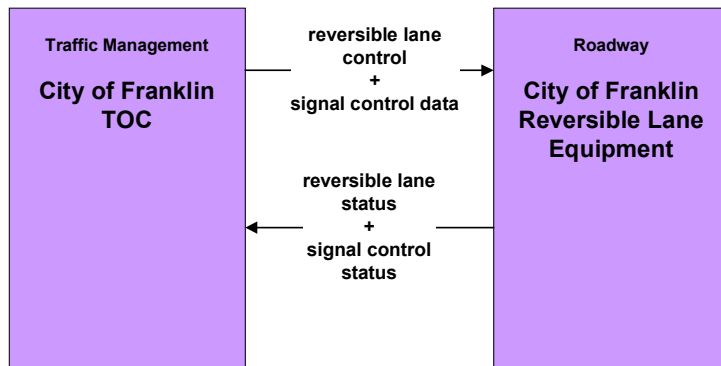 Traffic Management
City of Franklin
TOC
reversible lane
control
+
signal control data
reversible lane
status
+
signal control
status
Roadway
City of Franklin
Reversible Lane
Equipment